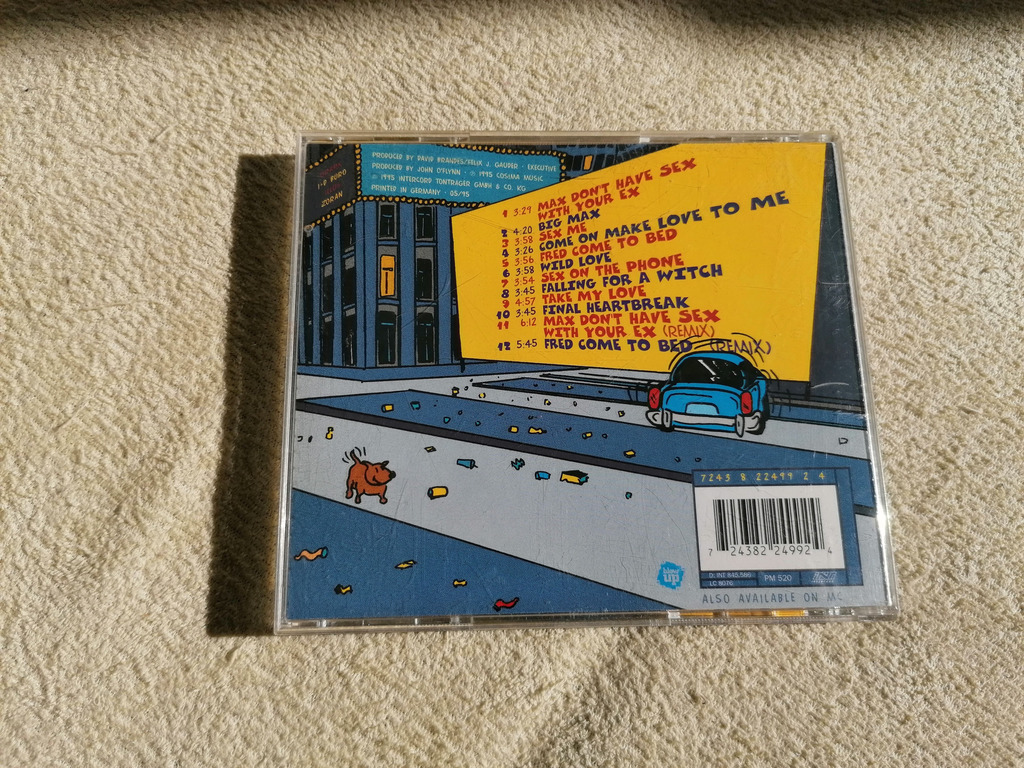 PRODUCED BY DAVID BRANDES/FELIX J. GAUDER · EXECUTIVE
PRODUCED BY JOHN O'FLYNN · ℗ 1995 COSIMA MUSIC
© 1995 INTERCORD TONTRÄGER GMBH & CO. KG
PRINTED IN GERMANY · 05/95
ZORAN
1 3:29 MAX DON'T HAVE SEX
WITH YOUR EX
2 4:20 BIG MAX
3 3:58 SEX ME
4 3:26 COME ON MAKE LOVE TO ME
5 3:56 FRED COME TO BED
6 3:58 WILD LOVE
7 3:54 SEX ON THE PHONE
8 3:45 FALLING FOR A WITCH
9 4:57 TAKE MY LOVE
10 3:45 FINAL HEARTBREAK
11 6:12 MAX DON'T HAVE SEX
WITH YOUR EX (REMIX)
12 5:45 FRED COME TO BED (REMIX)
7243 8 22499 2 4
7 24382 24992 4
D: INT 845.586
LC 8076
PM 520
blow
up
ALSO AVAILABLE ON MC